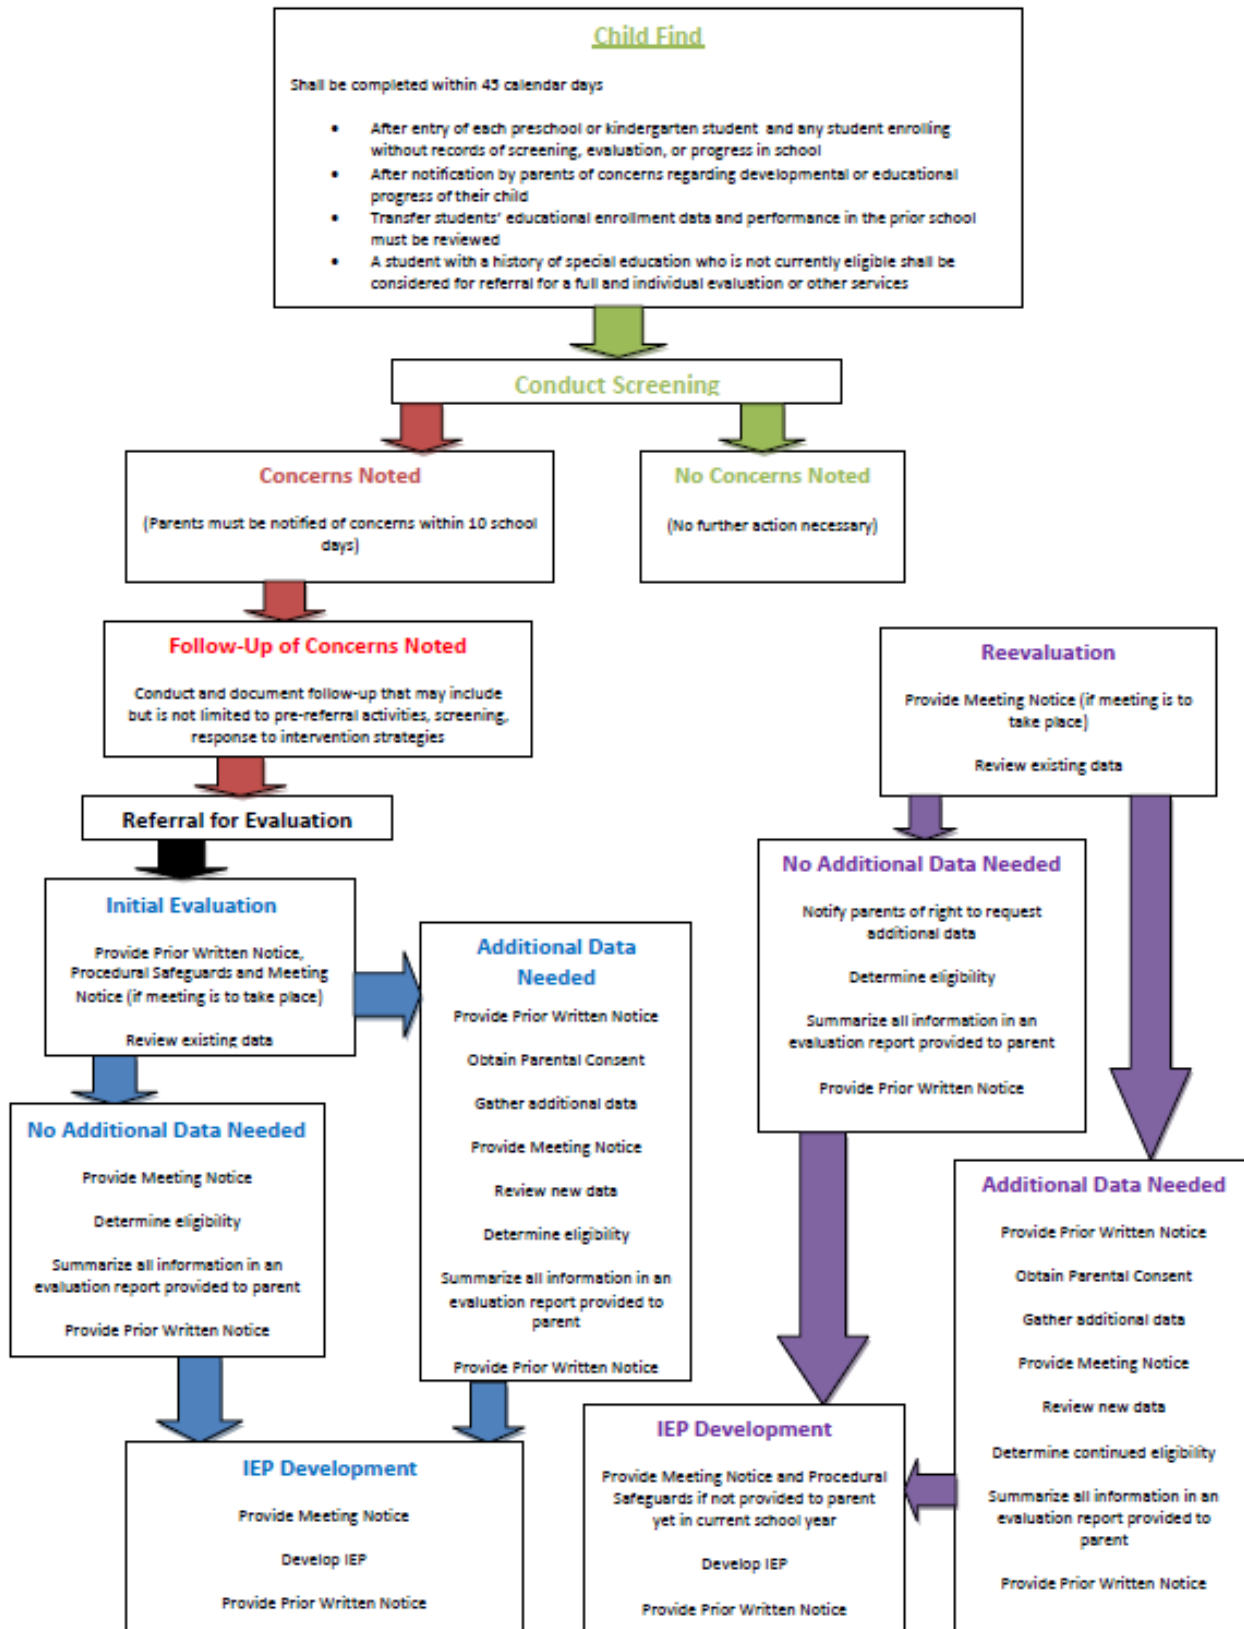 Child Find
Shall be completed within 45 calendar days
• After entry of each preschool or kindergarten student and any student enrolling
without records of screening, evaluation, or progress in school
• After notification by parents of concerns regarding developmental or educational
progress of their child
• Transfer students' educational enrollment data and performance in the prior school
must be reviewed
• A student with a history of special education who is not currently eligible shall be
considered for referral for a full and individual evaluation or other services
Conduct Screening
Concerns Noted
(Parents must be notified of concerns within 10 school
days)
No Concerns Noted
(No further action necessary)
Follow-Up of Concerns Noted
Conduct and document follow-up that may include
but is not limited to pre-referral activities, screening,
response to intervention strategies
Referral for Evaluation
Initial Evaluation
Provide Prior Written Notice,
Procedural Safeguards and Meeting
Notice (if meeting is to take place)
Review existing data
Additional Data
Needed
Provide Prior Written Notice
Obtain Parental Consent
Gather additional data
Provide Meeting Notice
Review new data
Determine eligibility
Summarize all information in an
evaluation report provided to
parent
Provide Prior Written Notice
No Additional Data Needed
Provide Meeting Notice
Determine eligibility
Summarize all information in an
evaluation report provided to parent
Provide Prior Written Notice
IEP Development
Provide Meeting Notice
Develop IEP
Provide Prior Written Notice
Reevaluation
Provide Meeting Notice (if meeting is to
take place)
Review existing data
No Additional Data Needed
Notify parents of right to request
additional data
Determine eligibility
Summarize all information in an
evaluation report provided to parent
Provide Prior Written Notice
Additional Data Needed
Provide Prior Written Notice
Obtain Parental Consent
Gather additional data
Provide Meeting Notice
Review new data
Determine continued eligibility
Summarize all information in an
evaluation report provided to
parent
Provide Prior Written Notice
IEP Development
Provide Meeting Notice and Procedural
Safeguards if not provided to parent
yet in current school year
Develop IEP
Provide Prior Written Notice